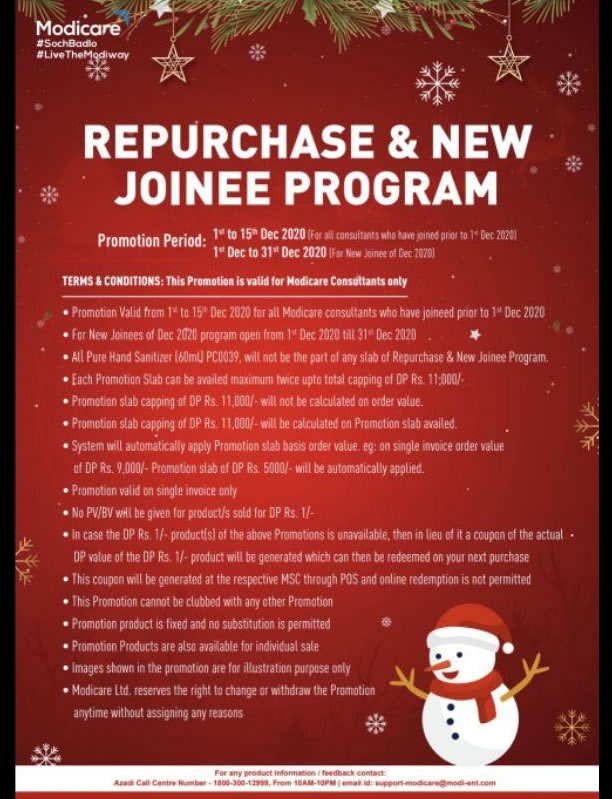 Modicare
#SochBadlo
#LiveTheModiway
REPURCHASE & NEW
JOINEE PROGRAM
Promotion Period: 1st to 15th Dec 2020 (For all consultants who have joined prior to 1st Dec 2020)
1st Dec to 31st Dec 2020 (For New Joinee of Dec 2020)
TERMS & CONDITIONS: This Promotion is valid for Modicare Consultants only
• Promotion Valid from 1st to 15th Dec 2020 for all Modicare consultants who have joineed prior to 1st Dec 2020
• For New Joinees of Dec 2020 program open from 1st Dec 2020 till 31st Dec 2020
• All Pure Hand Sanitizer (60ml) PC0039, will not be the part of any slab of Repurchase & New Joinee Program.
• Each Promotion Slab can be availed maximum twice upto total capping of DP Rs. 11,000/-
• Promotion slab capping of DP Rs. 11,000/- will not be calculated on order value.
• Promotion slab capping of DP Rs. 11,000/- will be calculated on Promotion slab availed.
• System will automatically apply Promotion slab basis order value. eg: on single invoice order value
of DP Rs. 9,000/- Promotion slab of DP Rs. 5000/- will be automatically applied.
• Promotion valid on single invoice only
• No PV/BV will be given for product/s sold for DP Rs. 1/-
• In case the DP Rs. 1/- product(s) of the above Promotions is unavailable, then in lieu of it a coupon of the actual
DP value of the DP Rs. 1/- product will be generated which can then be redeemed on your next purchase
• This coupon will be generated at the respective MSC through POS and online redemption is not permitted
• This Promotion cannot be clubbed with any other Promotion
• Promotion product is fixed and no substitution is permitted
• Promotion Products are also available for individual sale
• Images shown in the promotion are for illustration purpose only
• Modicare Ltd. reserves the right to change or withdraw the Promotion
anytime without assigning any reasons
For any product information / feedback contact:
Azadi Call Centre Number - 1800-300-12999, From 10AM-10PM | email id: support-modicare@modi-ent.com